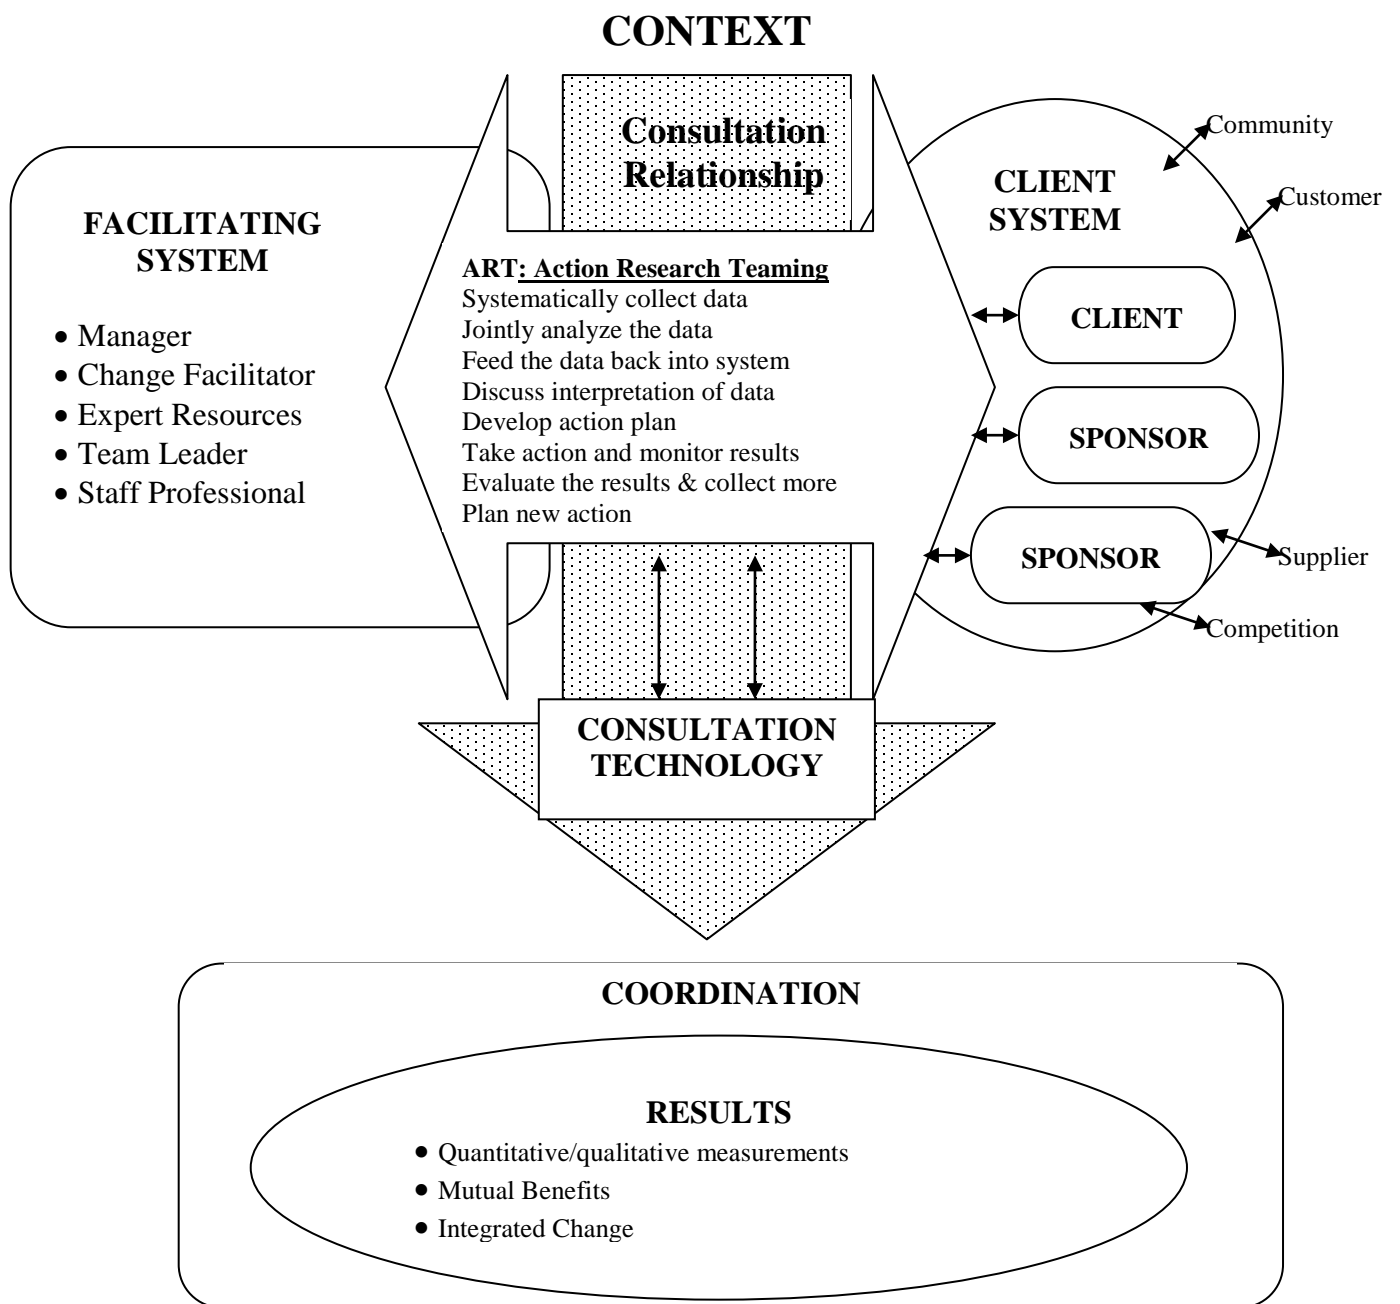 CONTEXT
Consultation
Relationship
FACILITATING
SYSTEM
• Manager
• Change Facilitator
• Expert Resources
• Team Leader
• Staff Professional
ART: Action Research Teaming
Systematically collect data
Jointly analyze the data
Feed the data back into system
Discuss interpretation of data
Develop action plan
Take action and monitor results
Evaluate the results & collect more
Plan new action
CLIENT
SYSTEM
Community
Customer
CLIENT
SPONSOR
SPONSOR
Supplier
Competition
CONSULTATION
TECHNOLOGY
COORDINATION
RESULTS
• Quantitative/qualitative measurements
• Mutual Benefits
• Integrated Change